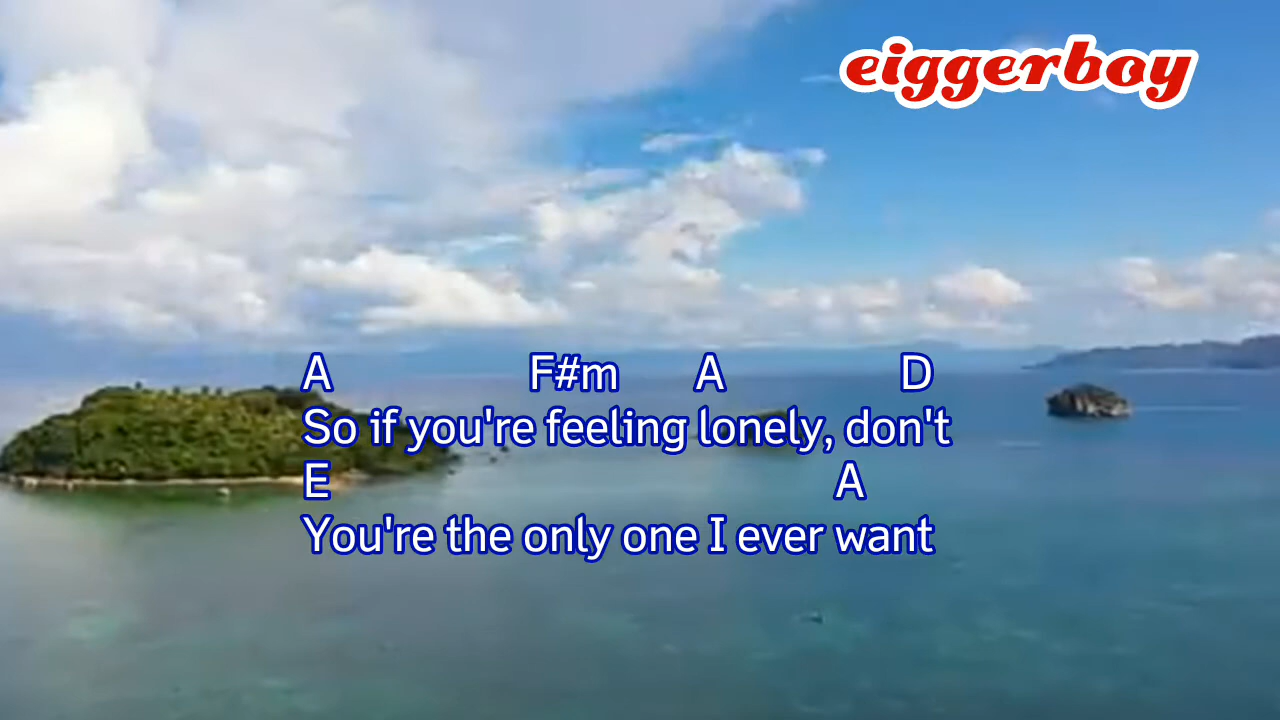 eiggerboy
A F#m A D
So if you're feeling lonely, don't
E A
You're the only one I ever want